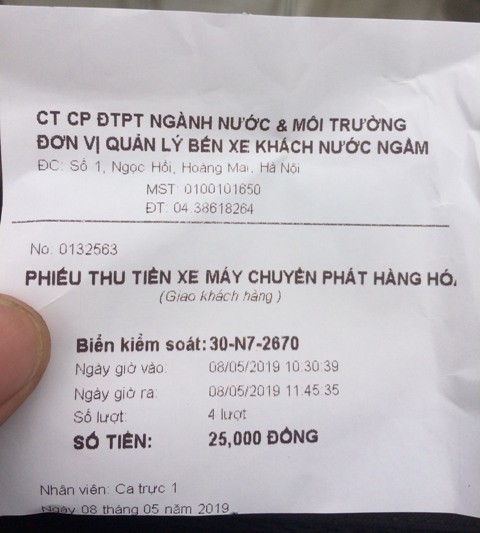 CT CP ĐTPT NGÀNH NƯỚC & MÔI TRƯỜNG
ĐƠN VỊ QUẢN LÝ BẾN XE KHÁCH NƯỚC NGẦM
ĐC: Số 1, Ngọc Hồi, Hoàng Mai, Hà Nội
MST: 0100101650
ĐT: 04.38618264
No. 0132563
PHIẾU THU TIỀN XE MÁY CHUYỂN PHÁT HÀNG HÓA
(Giao khách hàng)
Biển kiểm soát: 30-N7-2670
Ngày giờ vào: 08/05/2019 10:30:39
Ngày giờ ra: 08/05/2019 11:45:35
Số lượt: 4 lượt
SỐ TIỀN: 25,000 ĐỒNG
Nhân viên: Ca trực 1
Ngày 08 tháng 05 năm 2019